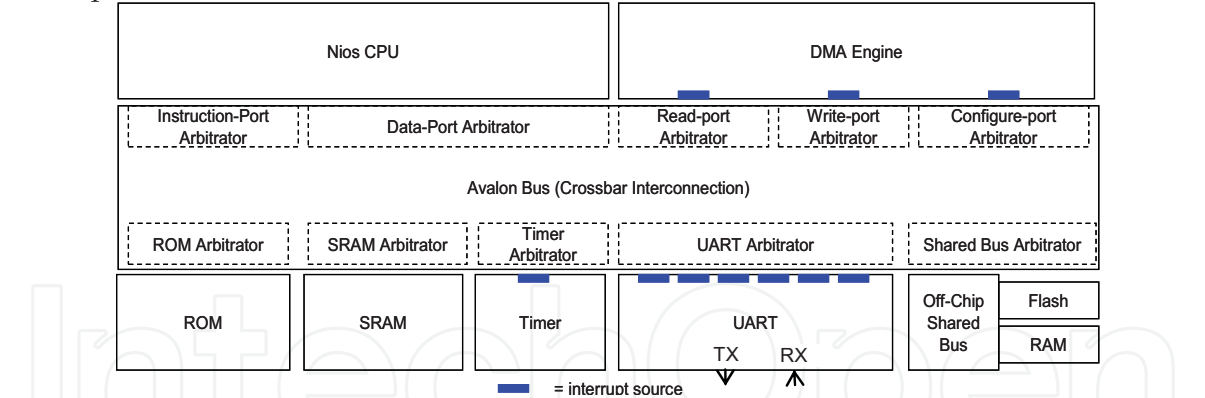 Nios CPU
DMA Engine
Instruction-Port
Arbitrator
Data-Port Arbitrator
Read-port
Arbitrator
Write-port
Arbitrator
Configure-port
Arbitrator
Avalon Bus (Crossbar Interconnection)
ROM Arbitrator
SRAM Arbitrator
Timer
Arbitrator
UART Arbitrator
Shared Bus Arbitrator
ROM
SRAM
Timer
UART
TX
RX
Off-Chip
Shared
Bus
Flash
RAM
= interrupt source
IntechOpen